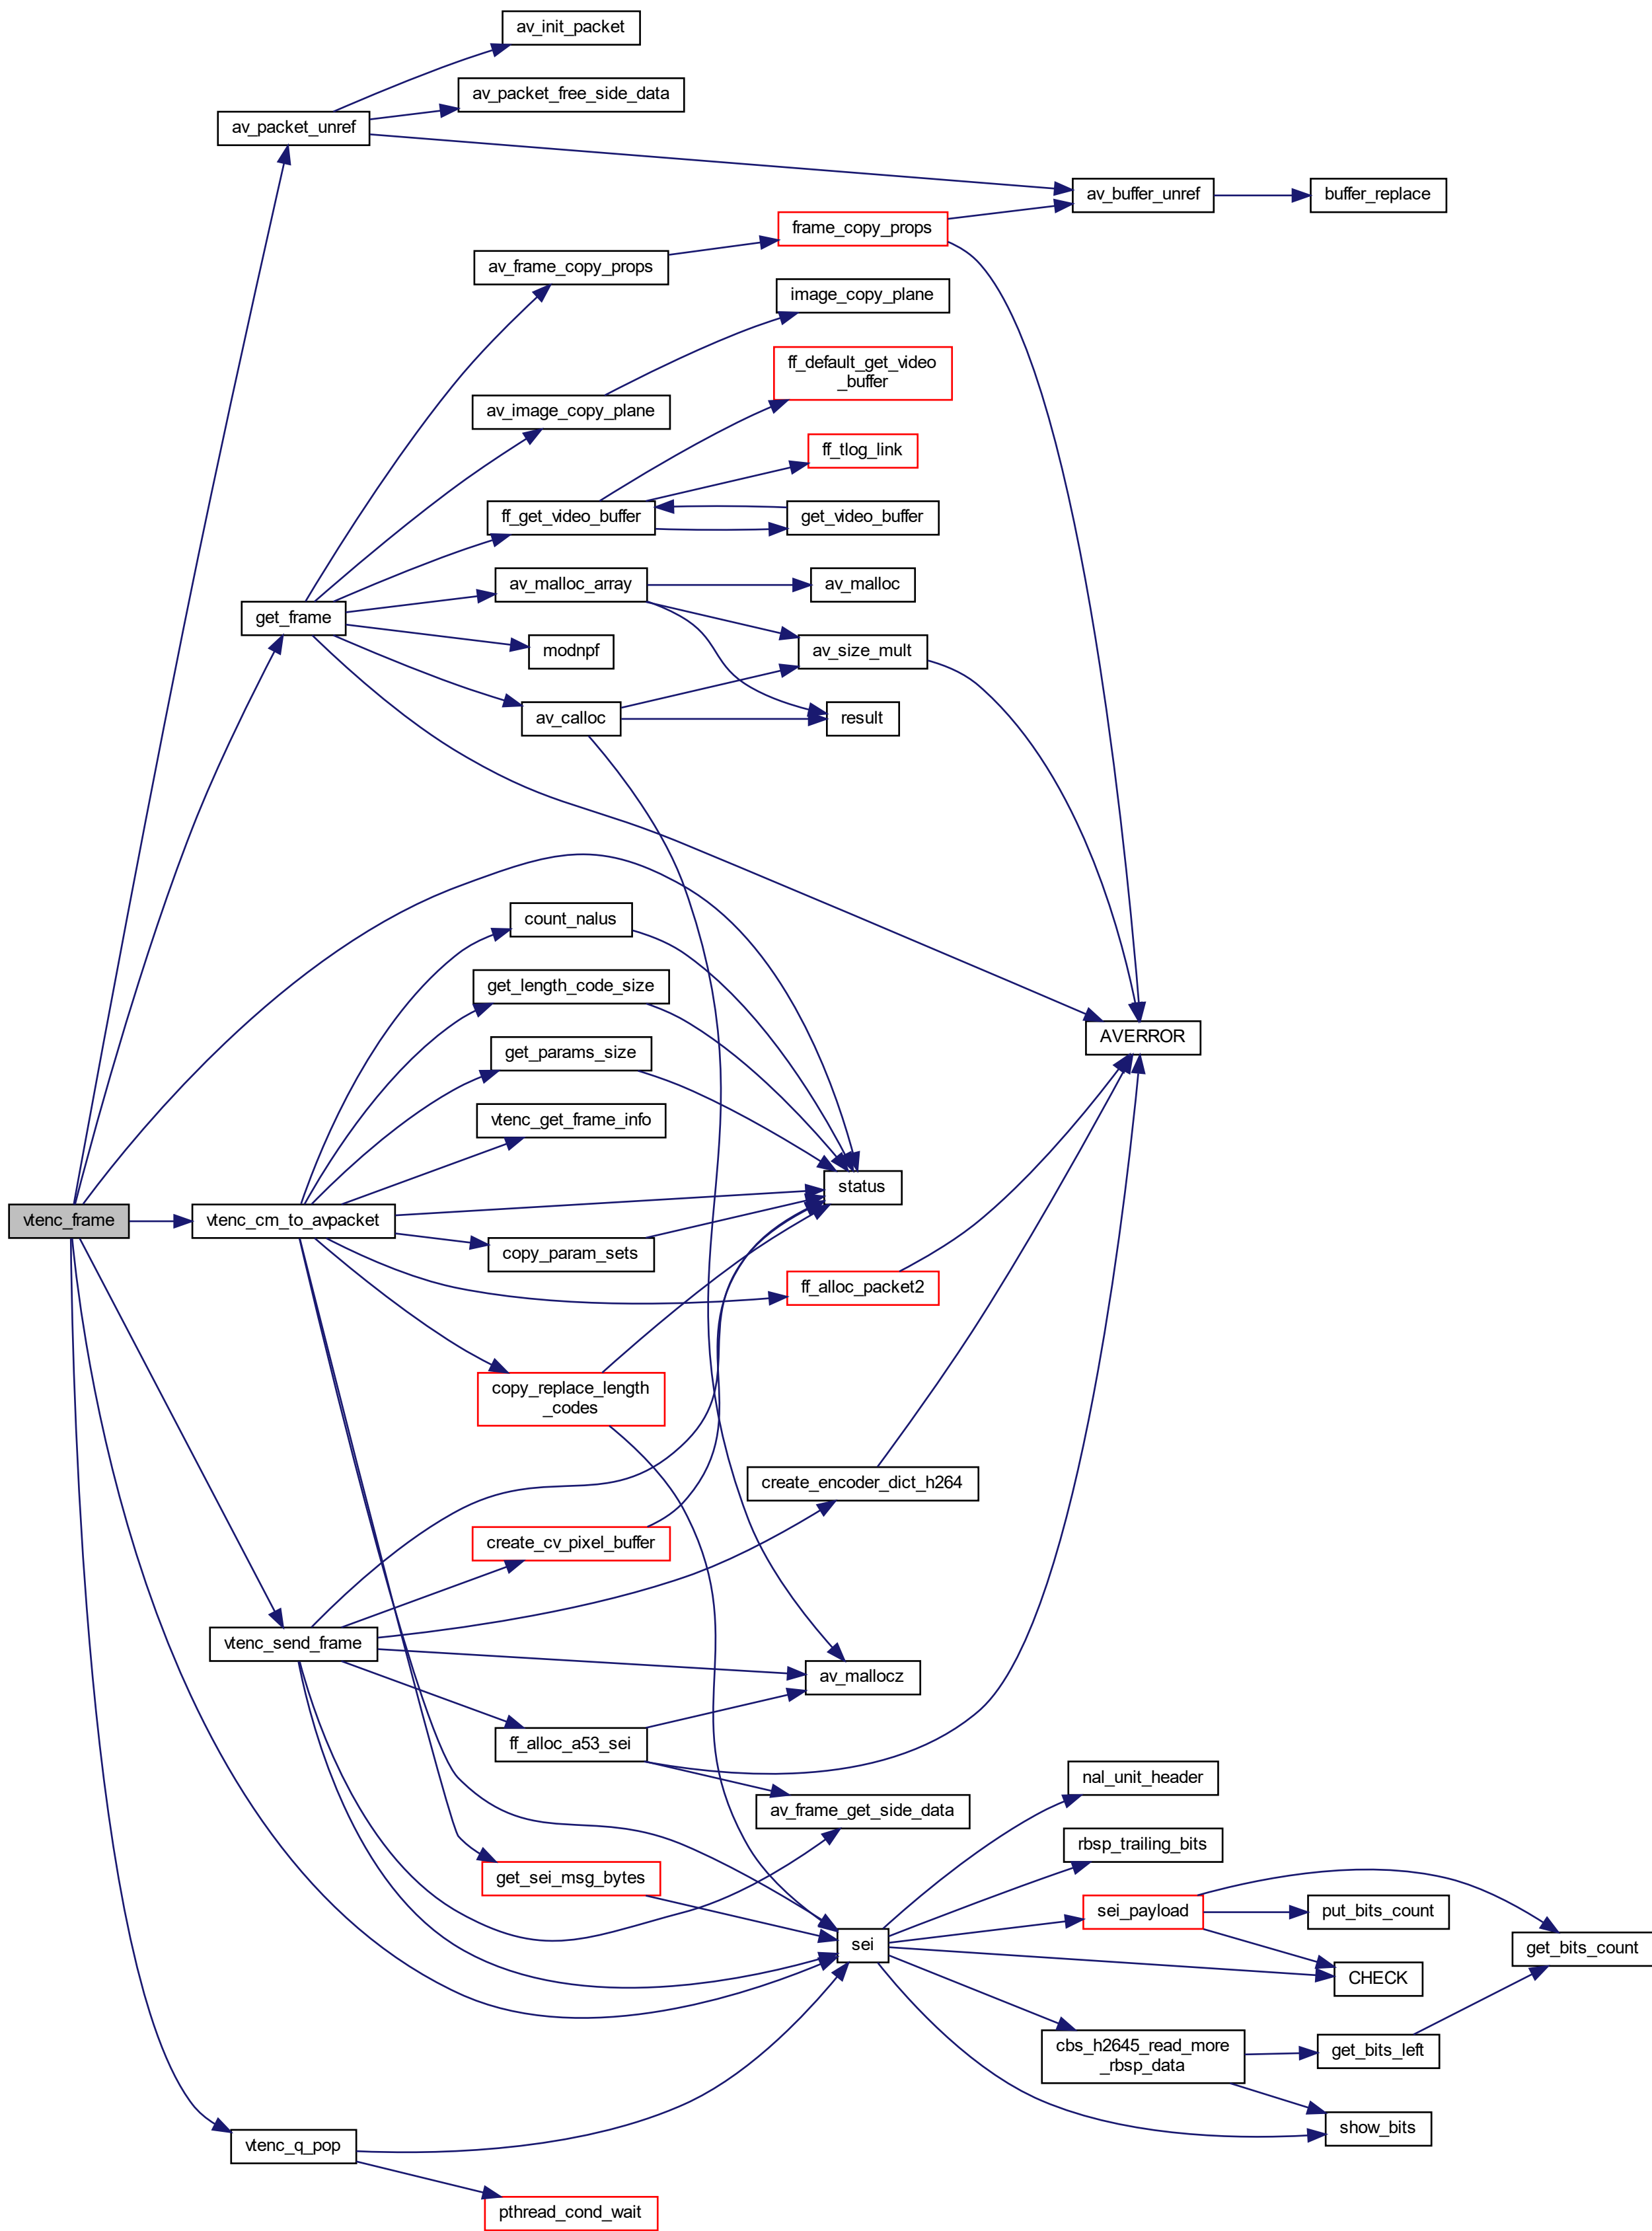 av_init_packet
av_packet_free_side_data
av_packet_unref
av_buffer_unref
buffer_replace
frame_copy_props
av_frame_copy_props
image_copy_plane
ff_default_get_video
_buffer
av_image_copy_plane
ff_tlog_link
ff_get_video_buffer
get_video_buffer
av_malloc_array
av_malloc
get_frame
modnpf
av_size_mult
av_calloc
result
count_nalus
get_length_code_size
AVERROR
get_params_size
vtenc_get_frame_info
status
vtenc_frame
vtenc_cm_to_avpacket
copy_param_sets
ff_alloc_packet2
copy_replace_length
_codes
create_encoder_dict_h264
create_cv_pixel_buffer
vtenc_send_frame
av_mallocz
ff_alloc_a53_sei
nal_unit_header
av_frame_get_side_data
rbsp_trailing_bits
get_sei_msg_bytes
sei_payload
put_bits_count
sei
get_bits_count
CHECK
cbs_h2645_read_more
_rbsp_data
get_bits_left
show_bits
vtenc_q_pop
pthread_cond_wait